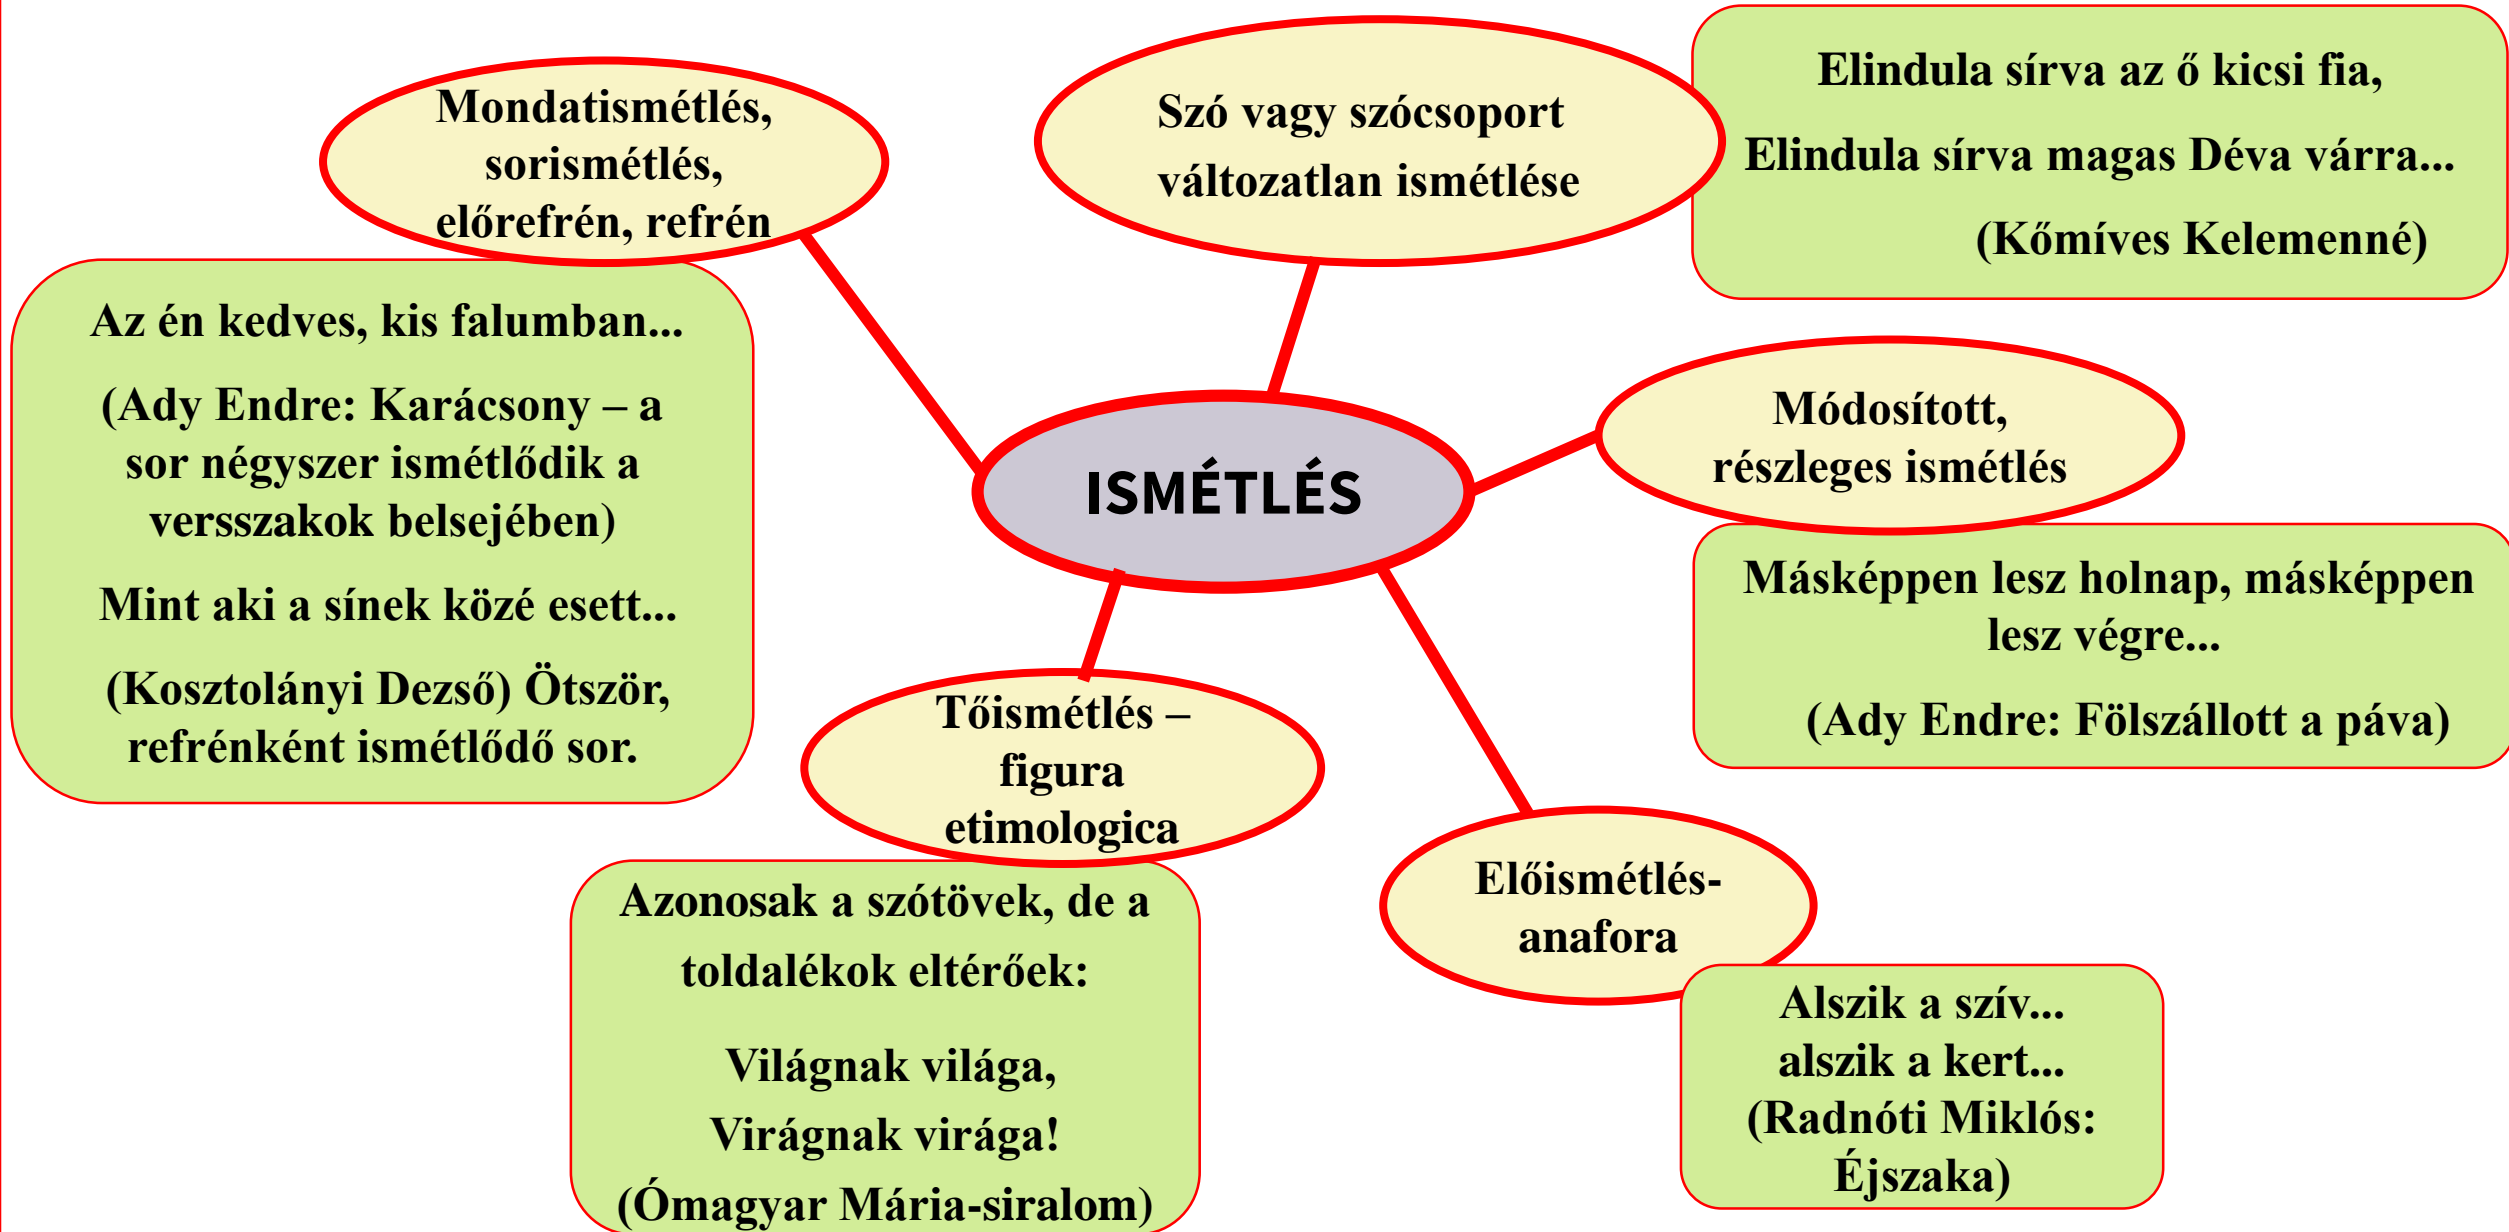 Mondatismétlés,
sorismétlés,
előrefrén, refrén
Az én kedves, kis falumban...
(Ady Endre: Karácsony – a
sor négyszer ismétlődik a
versszakok belsejében)
Mint aki a sínek közé esett...
(Kosztolányi Dezső) Ötször,
refrénként ismétlődő sor.
Szó vagy szócsoport
változatlan ismétlése
Elindula sírva az ő kicsi fia,
Elindula sírva magas Déva várra...
(Kőmíves Kelemenné)
ISMÉTLÉS
Módosított,
részleges ismétlés
Másképpen lesz holnap, másképpen
lesz végre...
(Ady Endre: Fölszállott a páva)
Tőismétlés –
figura
etimologica
Azonosak a szótövek, de a
toldalékok eltérőek:
Világnak világa,
Virágnak virága!
(Ómagyar Mária-siralom)
Előismétlés-
anafora
Alszik a szív...
alszik a kert...
(Radnóti Miklós:
Éjszaka)